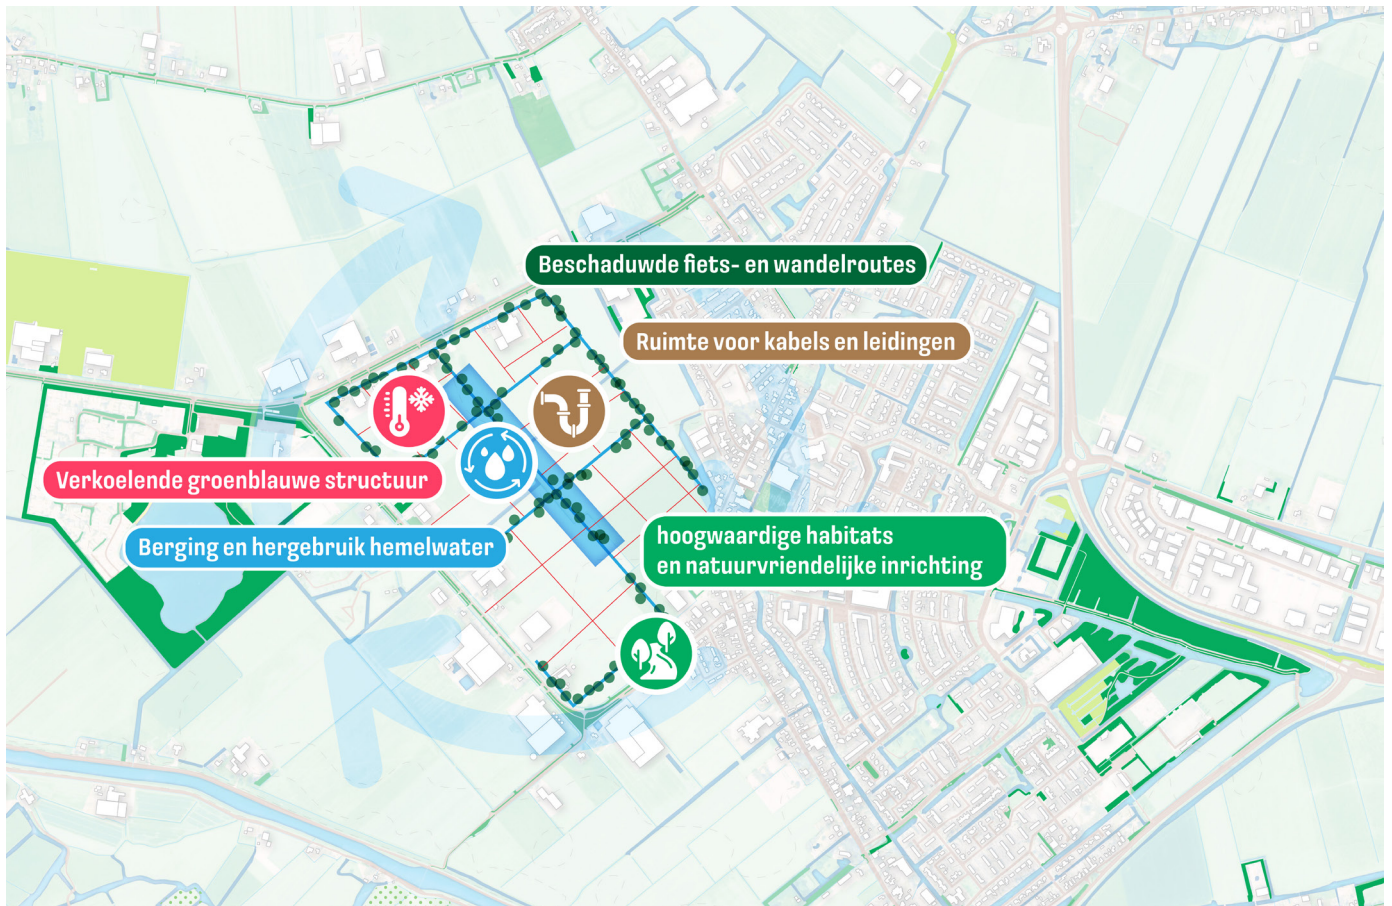 Beschaduwde fiets- en wandelroutes
Ruimte voor kabels en leidingen
Verkoelende groenblauwe structuur
Berging en hergebruik hemelwater
hoogwaardige habitats
en natuurvriendelijke inrichting